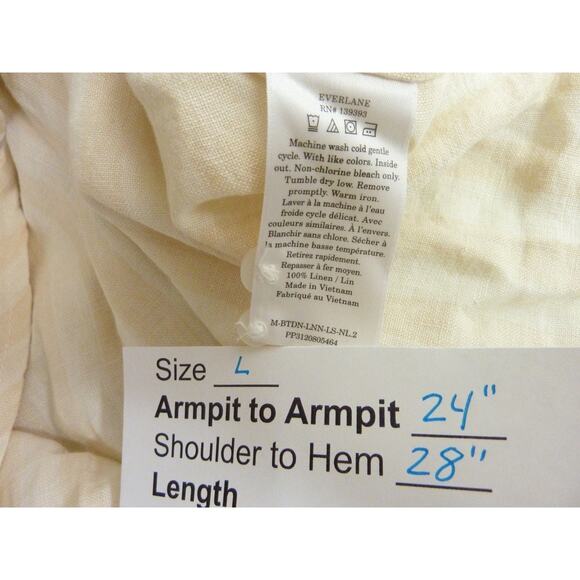 EVERLANE
RN# 139393
Machine wash cold gentle
cycle. With like colors. Inside
out. Non-chlorine bleach only.
Tumble dry low. Remove
promptly. Warm iron.
Laver à la machine à l'eau
froide cycle délicat. Avec
couleurs similaires. À l'envers.
Blanchir sans chlore. Sécher à
la machine basse température.
Retirez rapidement.
Repasser à fer moyen.
100% Linen / Lin
Made in Vietnam
Fabriqué au Vietnam
M-BTDN-LNN-LS-NL.2
PP3120805464
Size L
Armpit to Armpit 24"
Shoulder to Hem 28"
Length